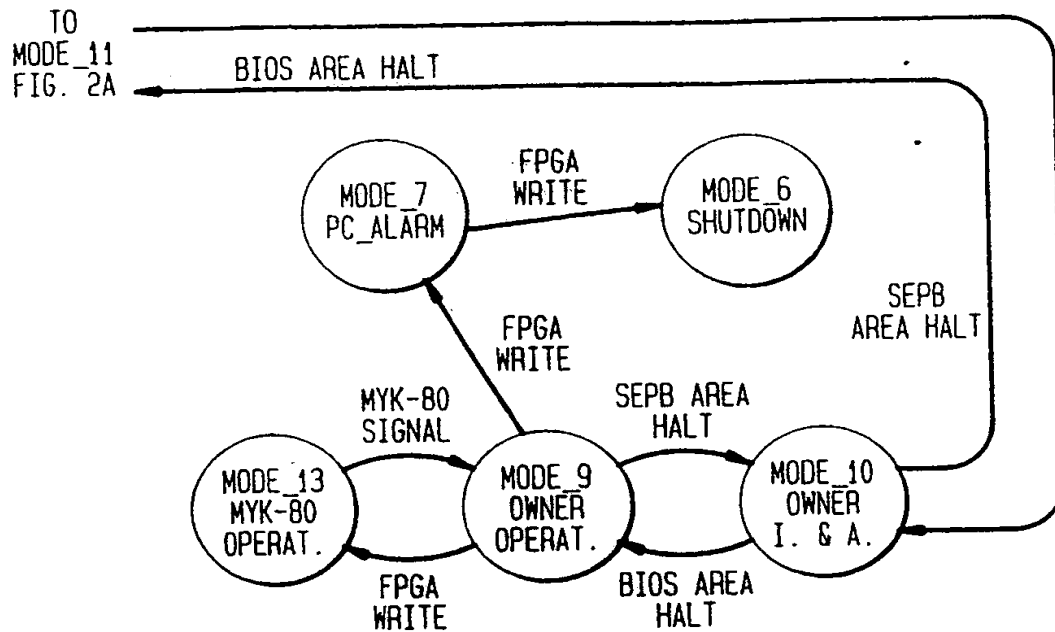 TO
MODE_11
FIG. 2A
BIOS AREA HALT
MODE_7
PC_ALARM
FPGA
WRITE
MODE_6
SHUTDOWN
FPGA
WRITE
SEPB
AREA HALT
MYK-80
SIGNAL
SEPB AREA
HALT
MODE_13
MYK-80
OPERAT.
MODE_9
OWNER
OPERAT.
MODE_10
OWNER
I. & A.
FPGA
WRITE
BIOS AREA
HALT